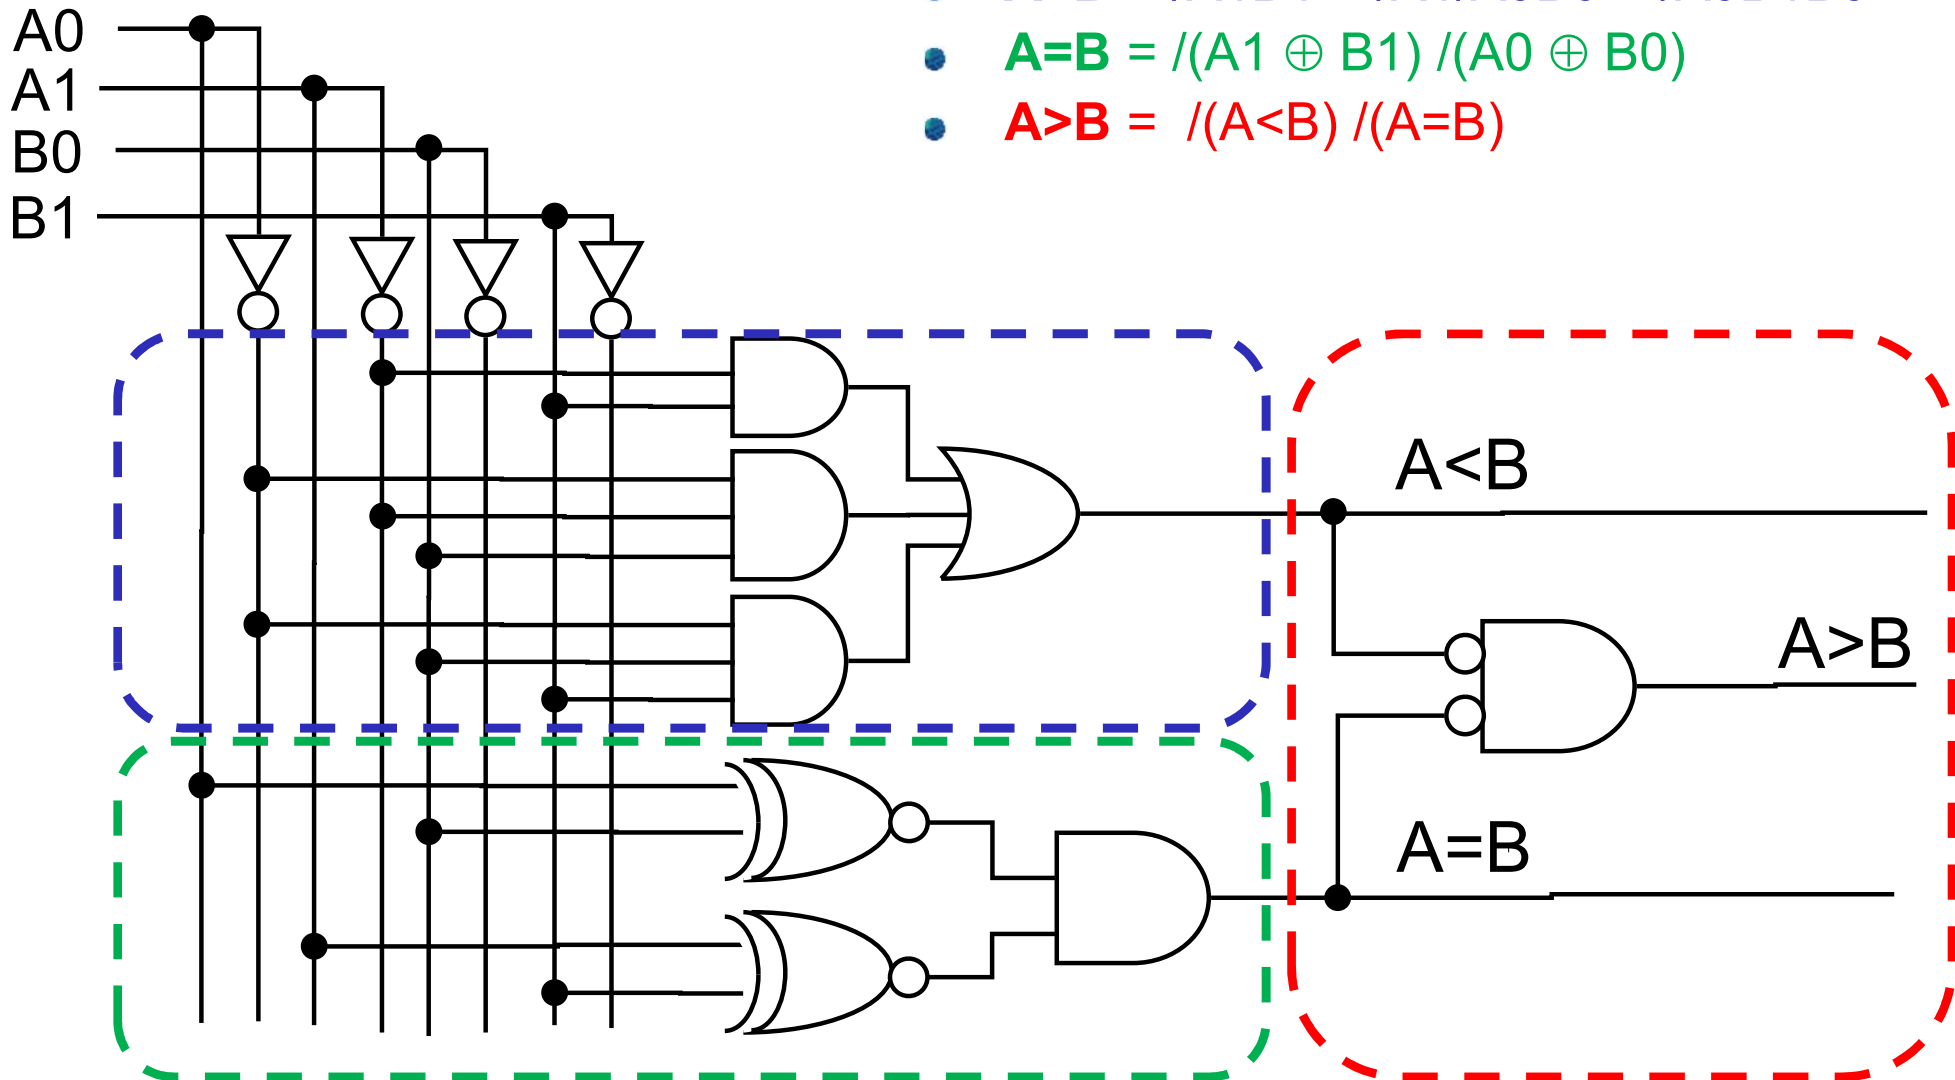 A0
A1
B0
B1
A=B = /(A1 ⊕ B1) /(A0 ⊕ B0)
A>B = /(A<B) /(A=B)
A<B
A>B
A=B